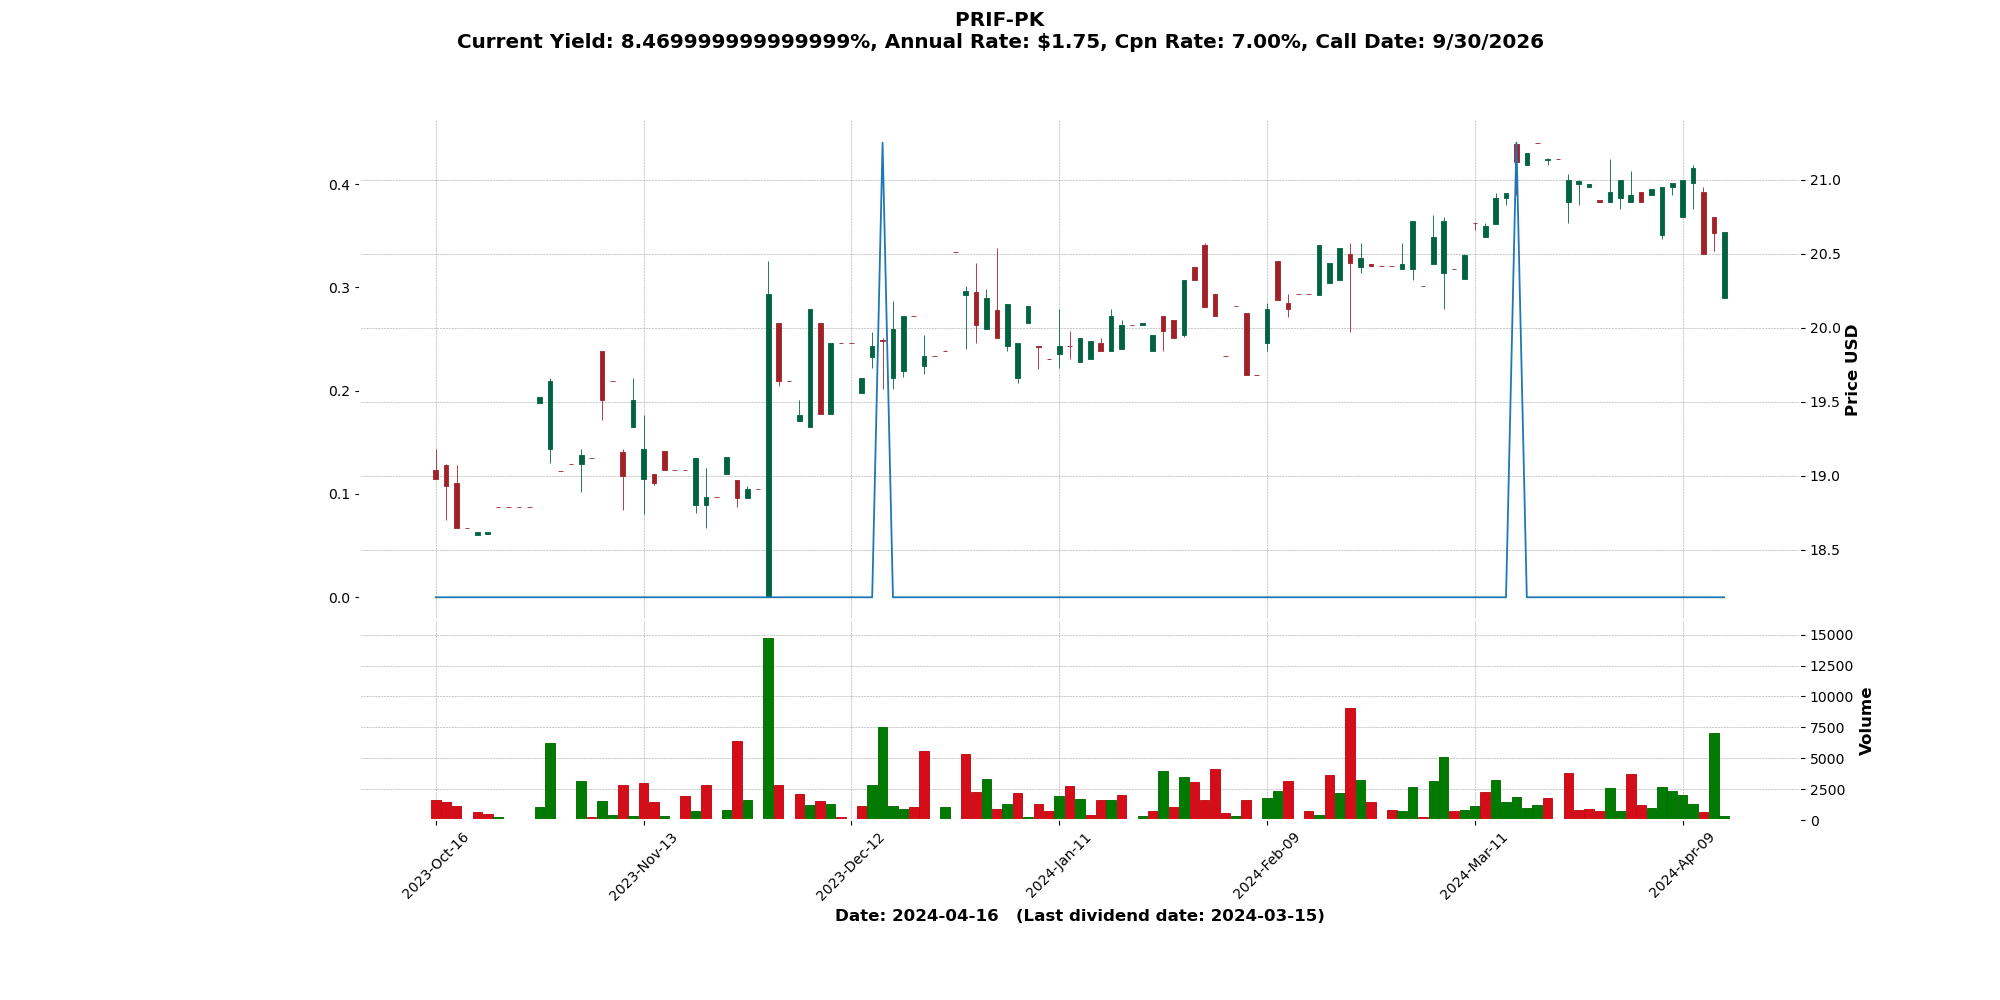 PRIF-PK
Current Yield: 8.469999999999999%, Annual Rate: $1.75, Cpn Rate: 7.00%, Call Date: 9/30/2026
0.4
0.3
0.2
0.1
0.0
21.0
20.5
20.0
19.5
19.0
18.5
Price USD
15000
12500
10000
7500
5000
2500
0
Volume
2023-Oct-16
2023-Nov-13
2023-Dec-12
2024-Jan-11
2024-Feb-09
2024-Mar-11
2024-Apr-09
Date: 2024-04-16 (Last dividend date: 2024-03-15)